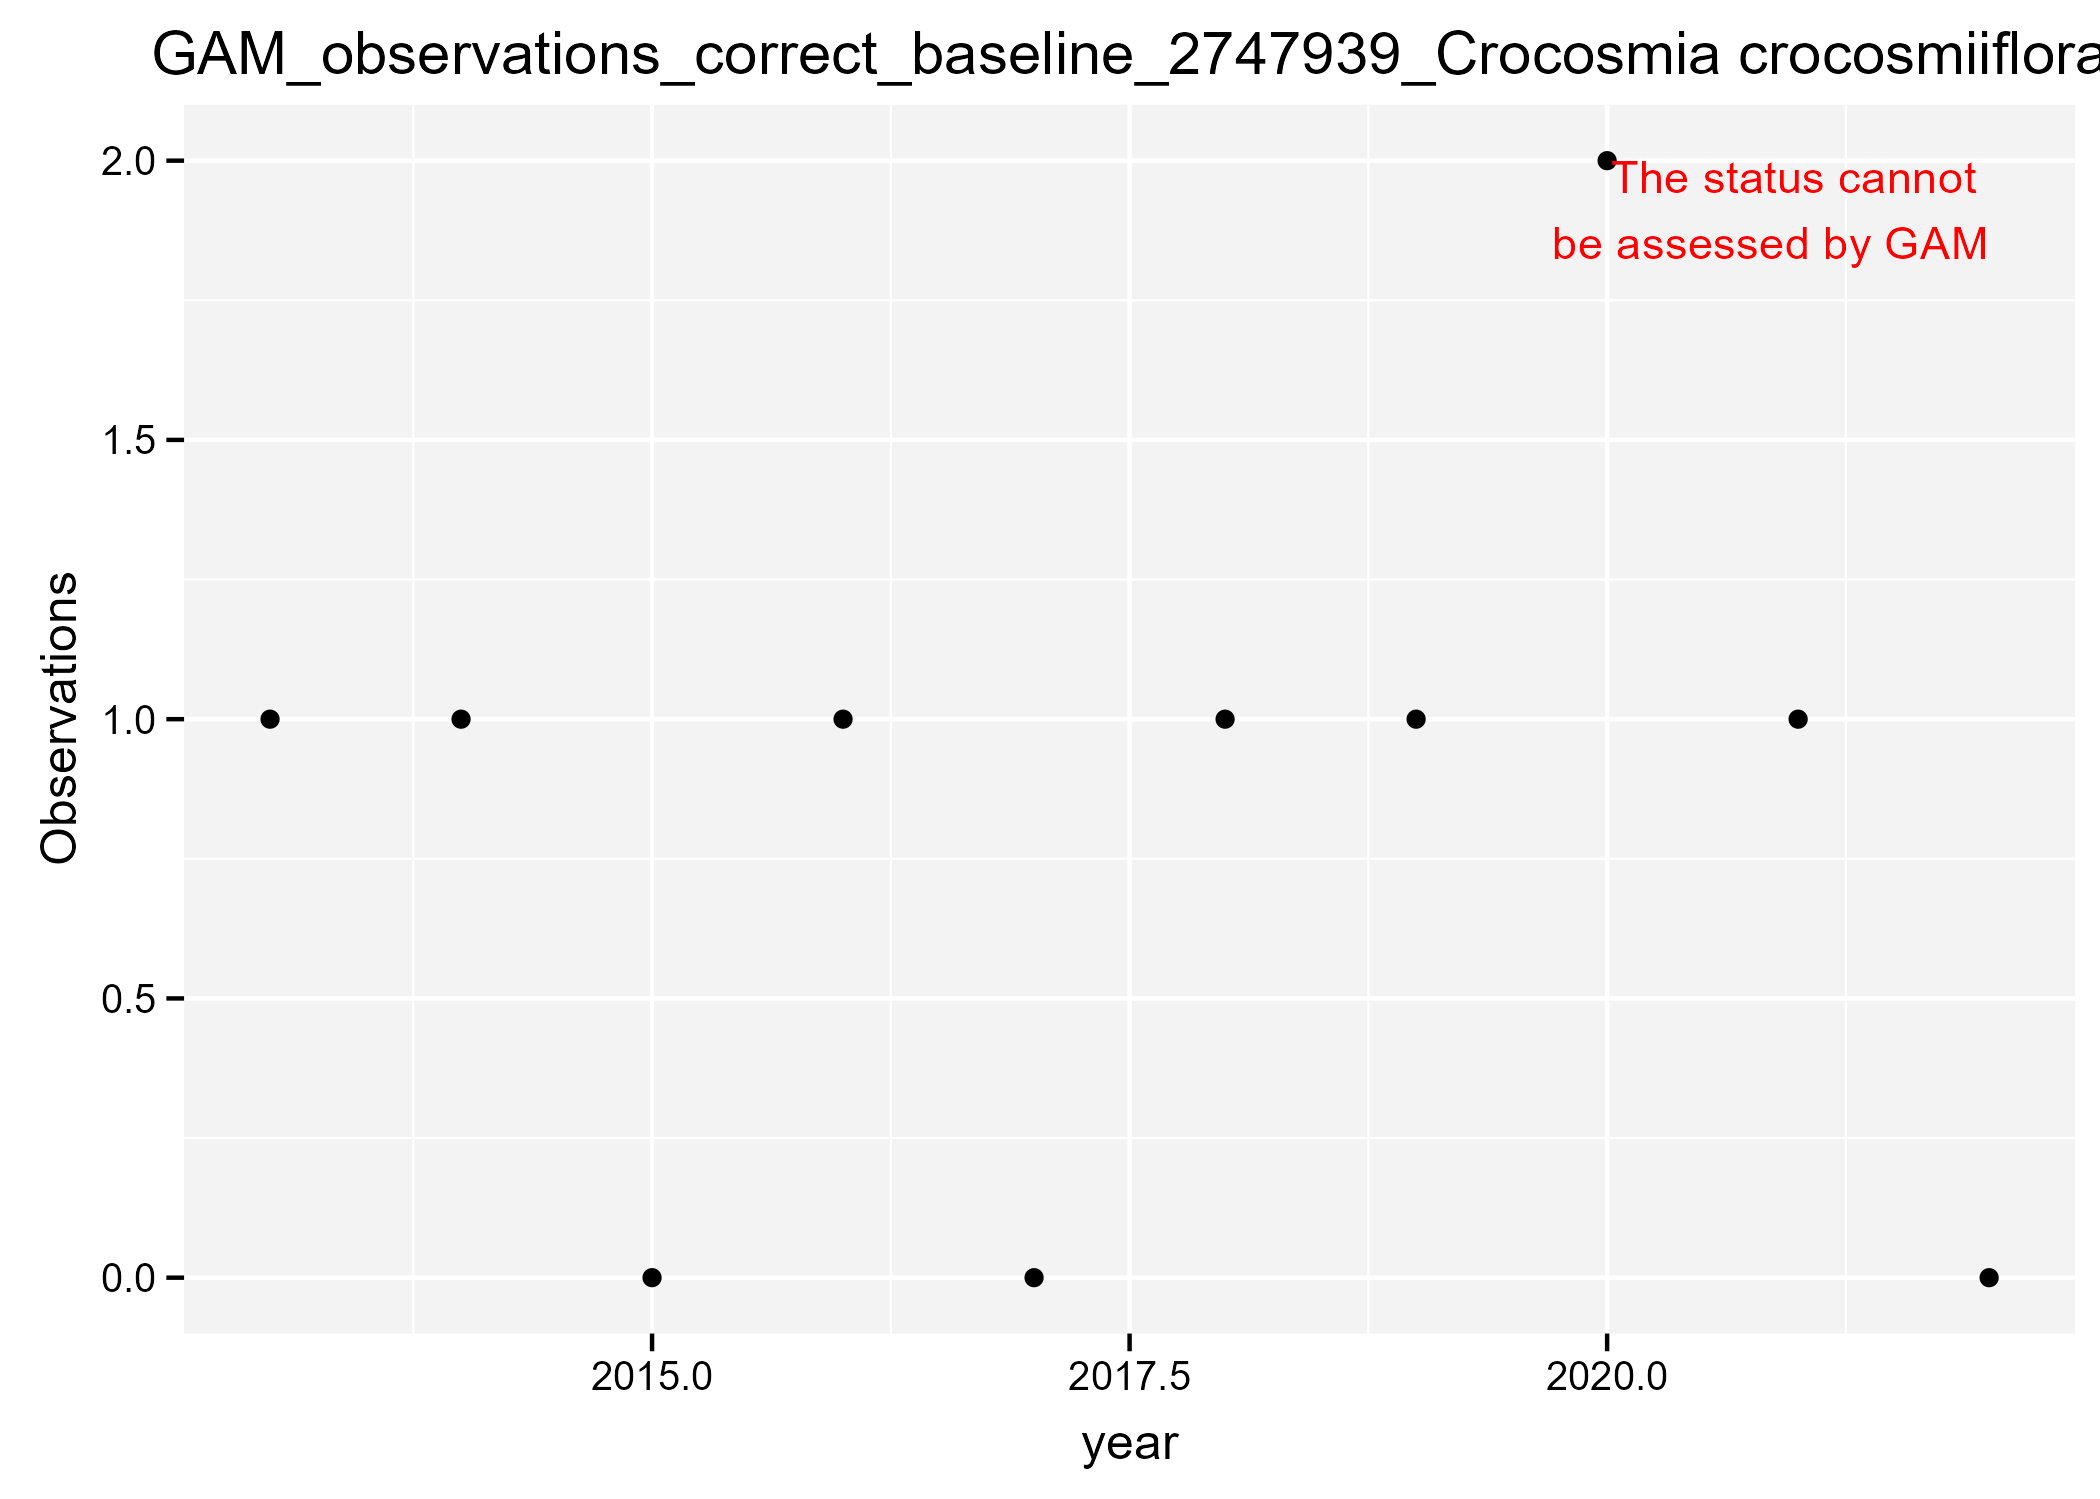 GAM_observations_correct_baseline_2747939_Crocosmia crocosmiiflora
2.0
The status cannot
be assessed by GAM
1.5
Observations
1.0
0.5
0.0
2015.0 2017.5 2020.0
year